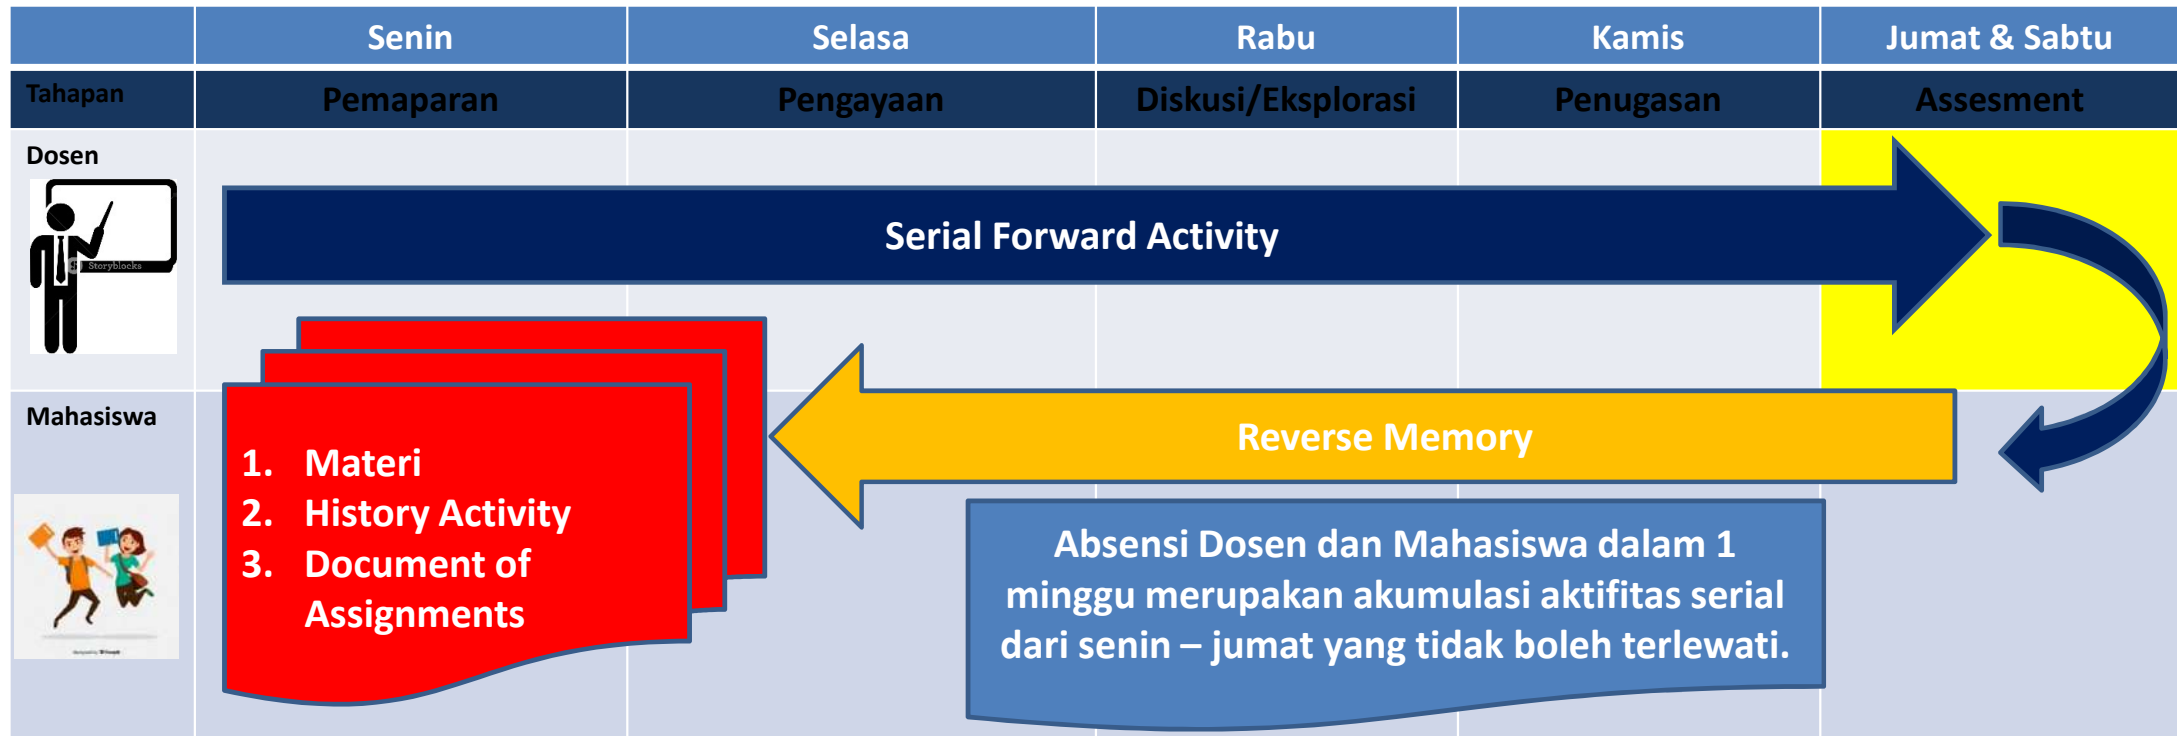 Senin Selasa Rabu Kamis Jumat & Sabtu
Tahapan Pemaparan Pengayaan Diskusi/Eksplorasi Penugasan Assesment
Dosen
Storyblocks
Serial Forward Activity
Mahasiswa
Reverse Memory
1. Materi
2. History Activity
3. Document of
Assignments
Absensi Dosen dan Mahasiswa dalam 1
minggu merupakan akumulasi aktifitas serial
dari senin – jumat yang tidak boleh terlewati.